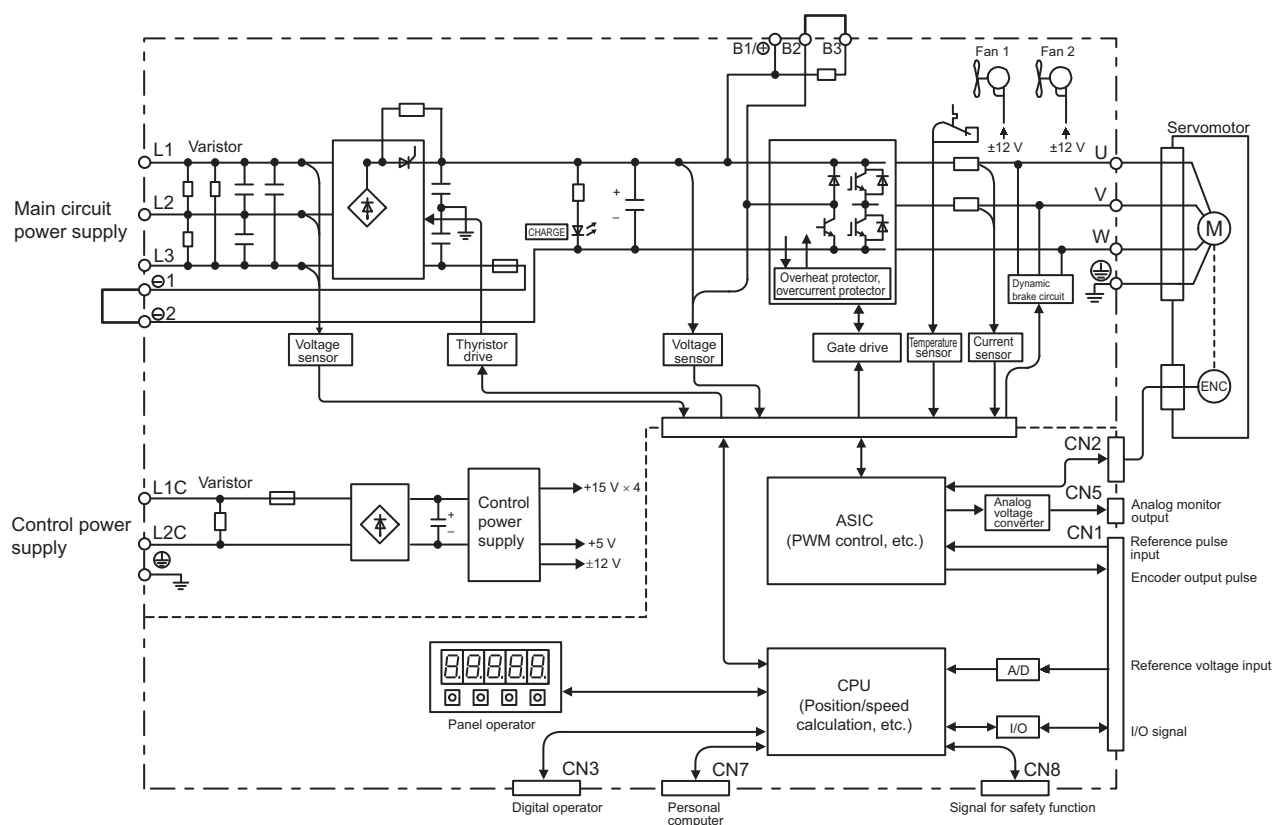 B1/⊕ B2 B3
Fan 1 Fan 2
±12 V ±12 V
Servomotor
Main circuit
power supply
L1
L2
L3
⊖1
⊖2
Varistor
CHARGE
+
–
Overheat protector,
overcurrent protector
U
V
W
M
ENC
Dynamic
brake circuit
Voltage
sensor
Thyristor
drive
Voltage
sensor
Gate drive
Temperature
sensor
Current
sensor
Control power
supply
L1C
L2C
Varistor
+
–
Control
power
supply
+15 V × 4
+5 V
±12 V
ASIC
(PWM control, etc.)
Analog
voltage
converter
CN2
CN5
Analog monitor
output
CN1
Reference pulse
input
Encoder output pulse
8.8.8.8.8.
Panel operator
CPU
(Position/speed
calculation, etc.)
A/D
Reference voltage input
I/O
I/O signal
CN3
Digital operator
CN7
Personal
computer
CN8
Signal for safety function